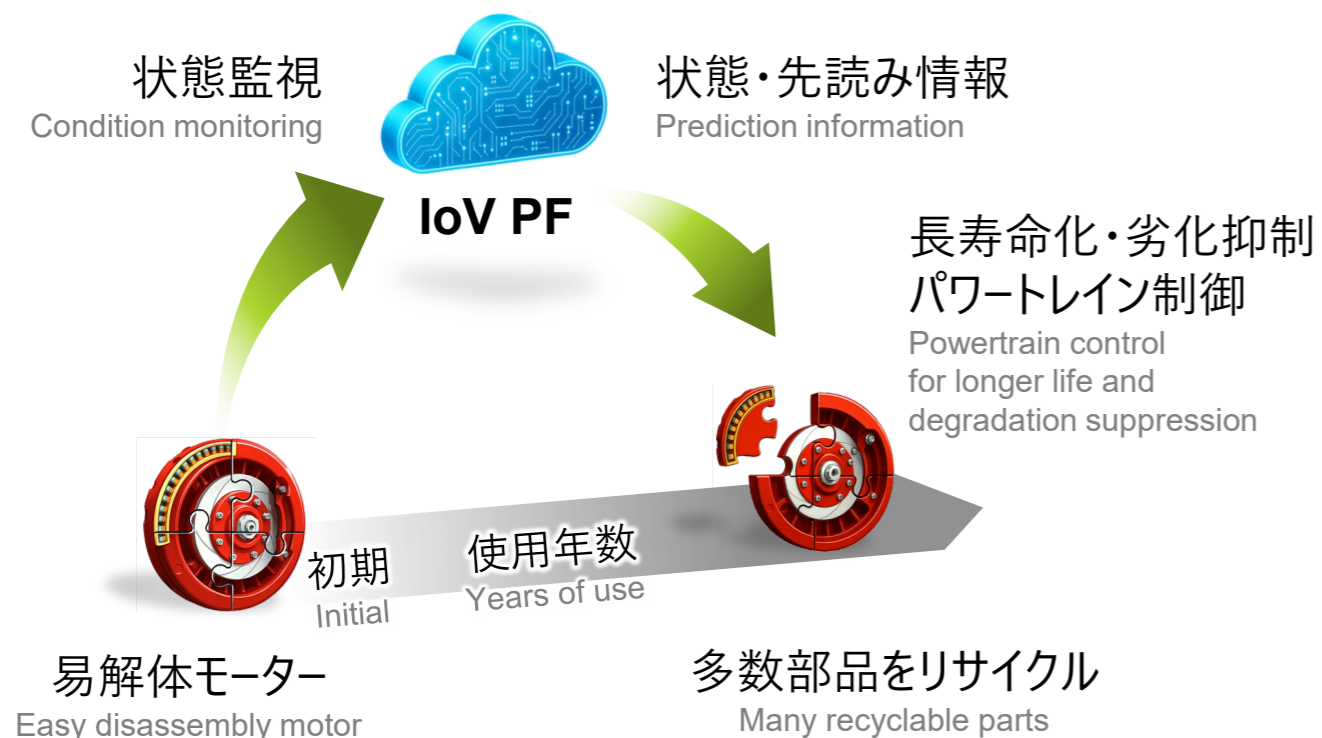 状態監視
Condition monitoring
IoV PF
状態・先読み情報
Prediction information
長寿命化・劣化抑制
パワートレイン制御
Powertrain control
for longer life and
degradation suppression
初期
Initial
使用年数
Years of use
易解体モーター
Easy disassembly motor
多数部品をリサイクル
Many recyclable parts